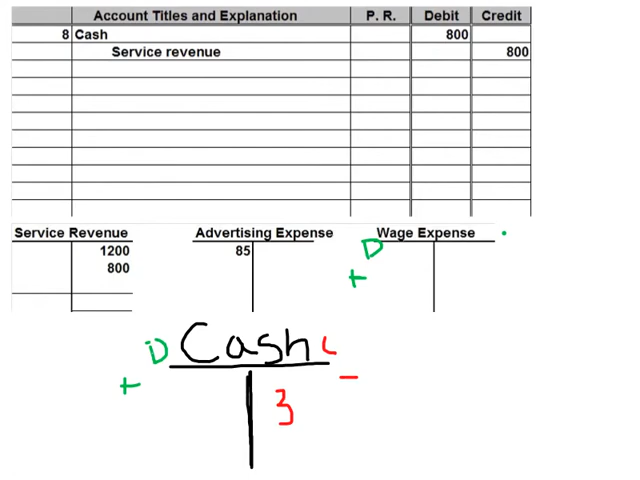 Account Titles and Explanation P. R. Debit Credit
8 Cash 800
Service revenue 800
Service Revenue Advertising Expense D Wage Expense
1200 85
800 +
D Cash C
+ −
3